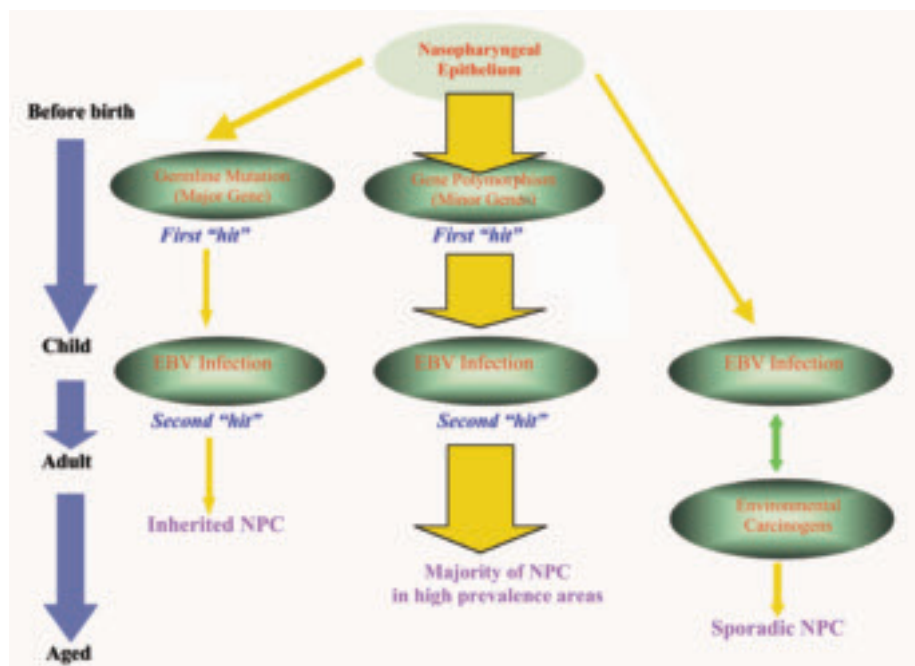 Nasopharyngeal
Epithelium
Before birth
Germline Mutation
(Major Gene)
Gene Polymorphism
(Minor Genes)
First "hit"
First "hit"
Child
EBV Infection
EBV Infection
EBV Infection
Second "hit"
Second "hit"
Adult
Environmental
Carcinogens
Inherited NPC
Majority of NPC
in high prevalence areas
Sporadic NPC
Aged